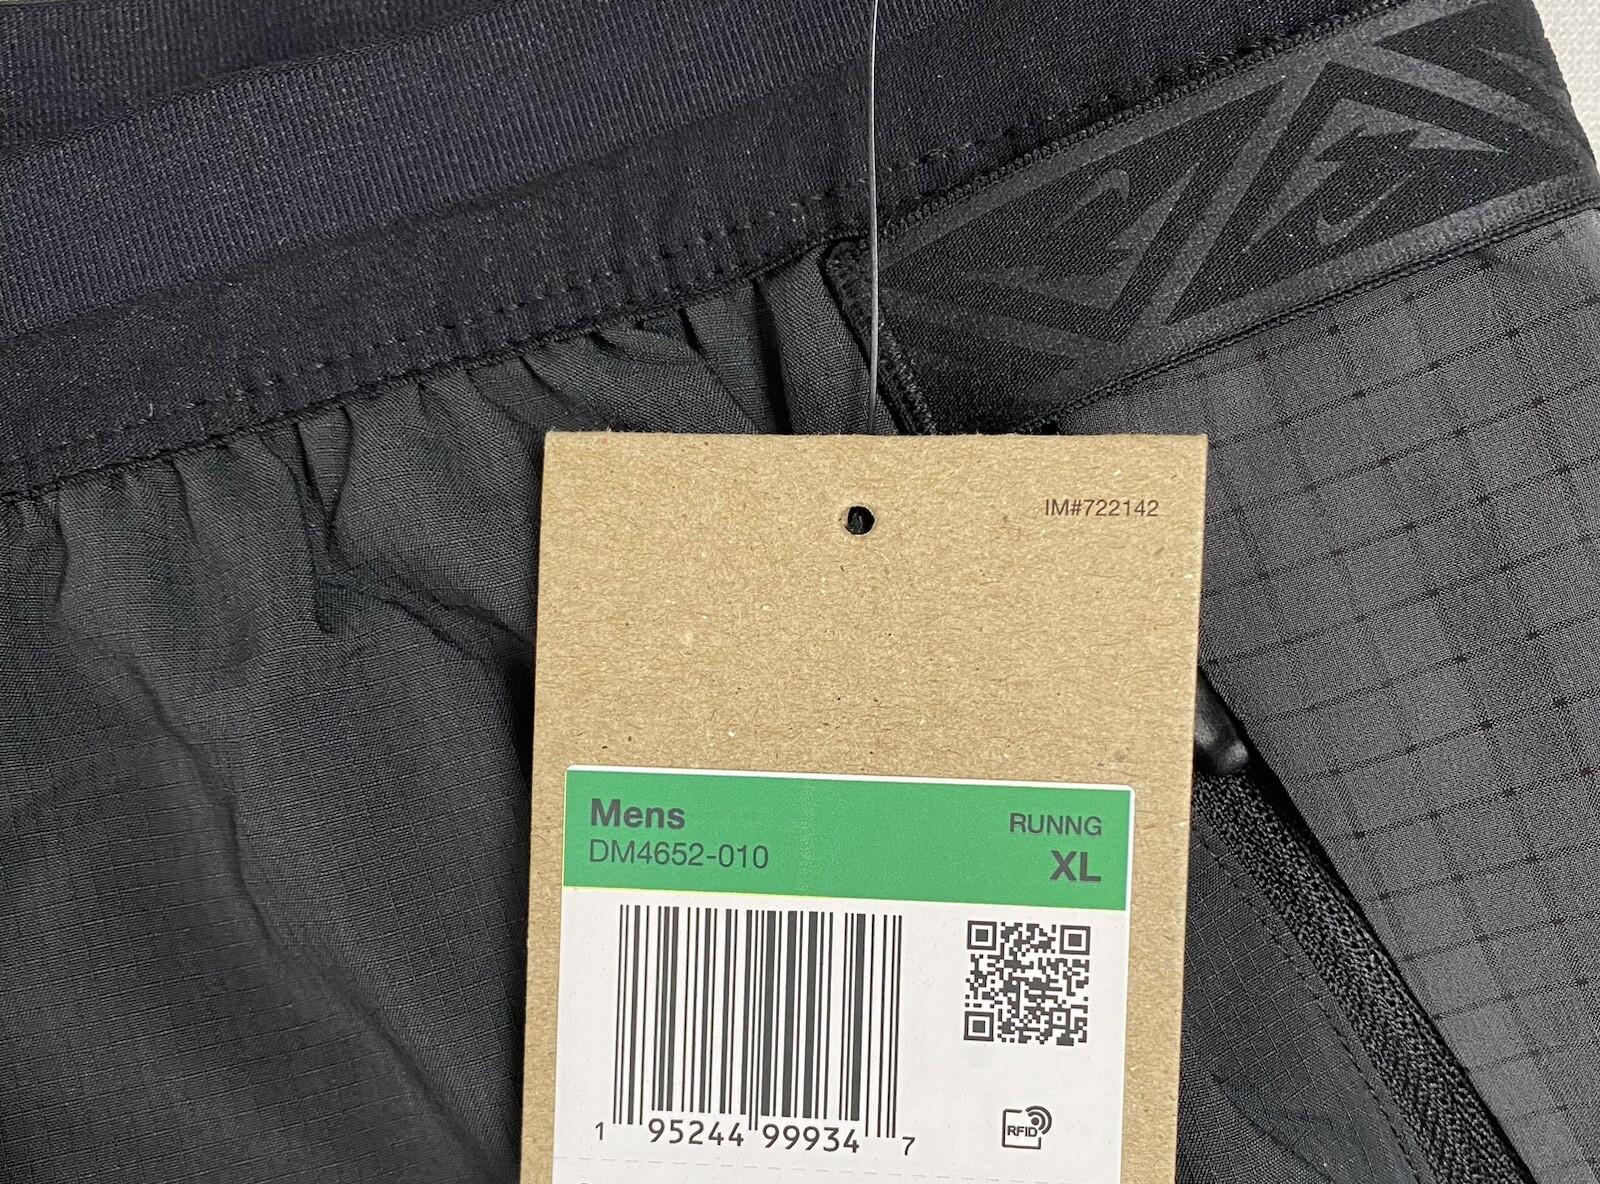 IM#722142
Mens
RUNNG
DM4652-010
XL
1 95244 99934 7
RFID